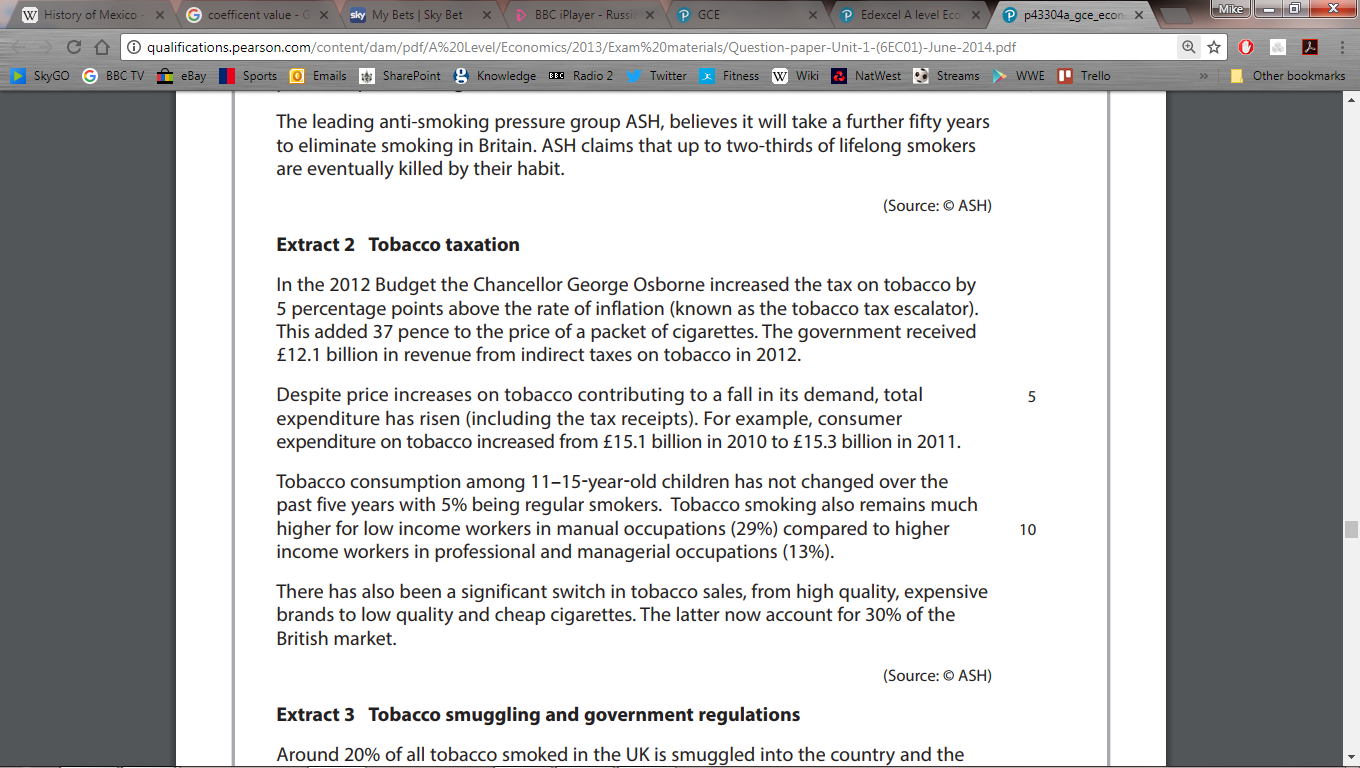 History of Mexico -
coefficent value - G
sky My Bets | Sky Bet
BBC iPlayer - Russi
GCE
Edexcel A level Eco
p43304a_gce_econ
Mike
qualifications.pearson.com/content/dam/pdf/A%20Level/Economics/2013/Exam%20materials/Question-paper-Unit-1-(6EC01)-June-2014.pdf
SkyGO BBC TV eBay Sports Emails SharePoint Knowledge Radio 2 Twitter Fitness Wiki NatWest Streams WWE Trello » Other bookmarks
The leading anti-smoking pressure group ASH, believes it will take a further fifty years
to eliminate smoking in Britain. ASH claims that up to two-thirds of lifelong smokers
are eventually killed by their habit.
(Source: © ASH)
Extract 2 Tobacco taxation
In the 2012 Budget the Chancellor George Osborne increased the tax on tobacco by
5 percentage points above the rate of inflation (known as the tobacco tax escalator).
This added 37 pence to the price of a packet of cigarettes. The government received
£12.1 billion in revenue from indirect taxes on tobacco in 2012.
Despite price increases on tobacco contributing to a fall in its demand, total 5
expenditure has risen (including the tax receipts). For example, consumer
expenditure on tobacco increased from £15.1 billion in 2010 to £15.3 billion in 2011.
Tobacco consumption among 11–15-year-old children has not changed over the
past five years with 5% being regular smokers. Tobacco smoking also remains much
higher for low income workers in manual occupations (29%) compared to higher 10
income workers in professional and managerial occupations (13%).
There has also been a significant switch in tobacco sales, from high quality, expensive
brands to low quality and cheap cigarettes. The latter now account for 30% of the
British market.
(Source: © ASH)
Extract 3 Tobacco smuggling and government regulations
Around 20% of all tobacco smoked in the UK is smuggled into the country and the